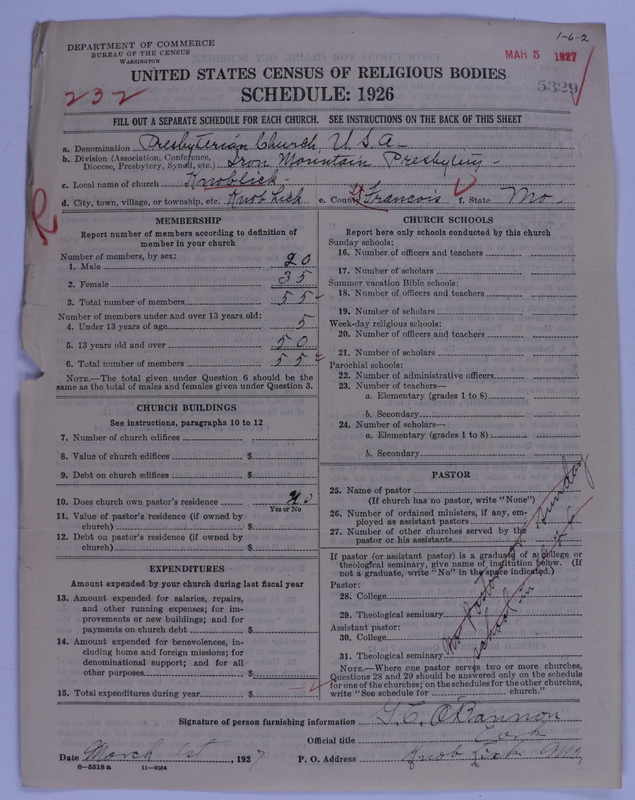 1-6-2
DEPARTMENT OF COMMERCE
BUREAU OF THE CENSUS
WASHINGTON
MAR 5 1927
5329
UNITED STATES CENSUS OF RELIGIOUS BODIES
232
SCHEDULE: 1926
FILL OUT A SEPARATE SCHEDULE FOR EACH CHURCH. SEE INSTRUCTIONS ON THE BACK OF THIS SHEET
a. Denomination Presbyterian Church, U.S.A.
b. Division (Association, Conference, Diocese, Presbytery, Synod, etc.) Iron Mountain Presbytery
c. Local name of church Knoblick
d. City, town, village, or township, etc. Knob Lick e. County St Francois f. State Mo
R
MEMBERSHIP
Report number of members according to definition of
member in your church
Number of members, by sex:
1. Male 20
2. Female 35
3. Total number of members 55
Number of members under and over 13 years old:
4. Under 13 years of age 5
5. 13 years old and over 50
6. Total number of members 55
NOTE.—The total given under Question 6 should be
same as the total of males and females given under Question 3.
CHURCH BUILDINGS
See instructions, paragraphs 10 to 12
7. Number of church edifices
8. Value of church edifices $
9. Debt on church edifices $
10. Does church own pastor's residence no
Yes or No
11. Value of pastor's residence (if owned by
church) $
12. Debt on pastor's residence (if owned by
church) $
EXPENDITURES
Amount expended by your church during last fiscal year
13. Amount expended for salaries, repairs,
and other running expenses; for im-
provements or new buildings; and for
payments on church debt $
14. Amount expended for benevolences, in-
cluding home and foreign missions; for
denominational support; and for all
other purposes $
15. Total expenditures during year $
CHURCH SCHOOLS
Report here only schools conducted by this church
Sunday schools:
16. Number of officers and teachers
17. Number of scholars
Summer vacation Bible schools:
18. Number of officers and teachers
19. Number of scholars
Week-day religious schools:
20. Number of officers and teachers
21. Number of scholars
Parochial schools:
22. Number of administrative officers
23. Number of teachers—
a. Elementary (grades 1 to 8)
b. Secondary
24. Number of scholars—
a. Elementary (grades 1 to 8)
b. Secondary
PASTOR
25. Name of pastor
(If church has no pastor, write "None")
26. Number of ordained ministers, if any, em-
ployed as assistant pastors
27. Number of other churches served by the
pastor or his assistants
If pastor (or assistant pastor) is a graduate of a college or
theological seminary, give name of institution below. (If
not a graduate, write "No" in the space indicated.)
Pastor:
28. College
29. Theological seminary
Assistant pastor:
30. College
31. Theological seminary
no pastor or Sunday
school in 26
NOTE.—Where one pastor serves two or more churches,
Questions 28 and 29 should be answered only on the schedule
for one of the churches; on the schedules for the other churches,
write "See schedule for church."
Signature of person furnishing information O'Bannon
Official title Clerk
Date March 1st, 1927 P. O. Address Knob Lick Mo
8-5518a 11-9264